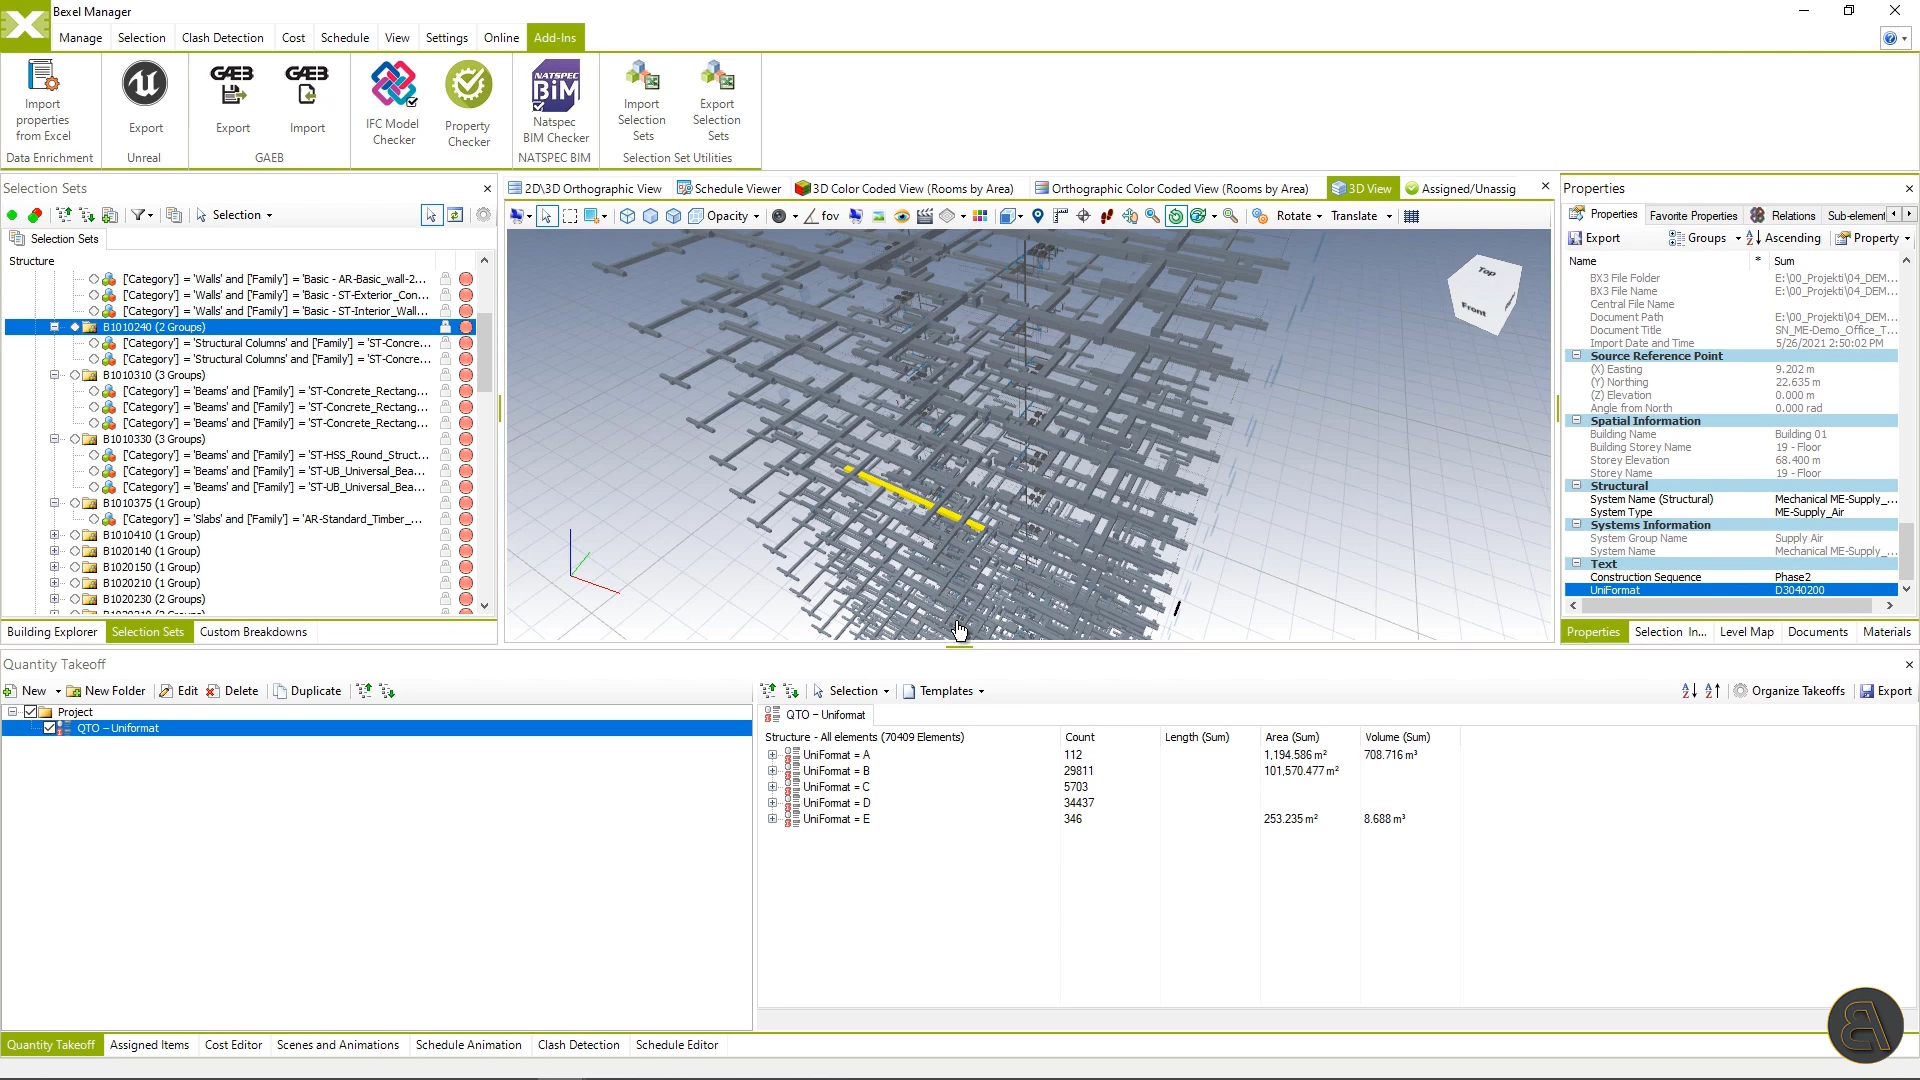 Bexel Manager
Manage Selection Clash Detection Cost Schedule View Settings Online Add-Ins
Import properties from Excel
Export
Export
Import
IFC Model Checker
Property Checker
NATSPEC BiM
Natspec BIM Checker
Import Selection Sets
Export Selection Sets
Data Enrichment Unreal GAEB NATSPEC BIM Selection Set Utilities
Selection Sets
Selection
Selection Sets
Structure
['Category'] = 'Walls' and ['Family'] = 'Basic - AR-Basic_wall-2...
['Category'] = 'Walls' and ['Family'] = 'Basic - ST-Exterior_Con...
['Category'] = 'Walls' and ['Family'] = 'Basic - ST-Interior_Wall...
B1010240 (2 Groups)
['Category'] = 'Structural Columns' and ['Family'] = 'ST-Concre...
['Category'] = 'Structural Columns' and ['Family'] = 'ST-Concre...
B1010310 (3 Groups)
['Category'] = 'Beams' and ['Family'] = 'ST-Concrete_Rectang...
['Category'] = 'Beams' and ['Family'] = 'ST-Concrete_Rectang...
['Category'] = 'Beams' and ['Family'] = 'ST-Concrete_Rectang...
B1010330 (3 Groups)
['Category'] = 'Beams' and ['Family'] = 'ST-HSS_Round_Struct...
['Category'] = 'Beams' and ['Family'] = 'ST-UB_Universal_Bea...
['Category'] = 'Beams' and ['Family'] = 'ST-UB_Universal_Bea...
B1010375 (1 Group)
['Category'] = 'Slabs' and ['Family'] = 'AR-Standard_Timber_...
B1010410 (1 Group)
B1020140 (1 Group)
B1020150 (1 Group)
B1020210 (1 Group)
B1020230 (2 Groups)
Building Explorer Selection Sets Custom Breakdowns
2D\3D Orthographic View Schedule Viewer 3D Color Coded View (Rooms by Area) Orthographic Color Coded View (Rooms by Area) 3D View Assigned/Unassig
Opacity fov Rotate Translate
Top
Front
Properties
Properties Favorite Properties Relations Sub-element
Export Groups Ascending Property
Name * Sum
BX3 File Folder E:\00_Projekti\04_DEM...
BX3 File Name E:\00_Projekti\04_DEM...
Central File Name
Document Path E:\00_Projekti\04_DEM...
Document Title SN_ME-Demo_Office_T...
Import Date and Time 5/26/2021 2:50:02 PM
Source Reference Point
(X) Easting 9.202 m
(Y) Northing 22.635 m
(Z) Elevation 0.000 m
Angle from North 0.000 rad
Spatial Information
Building Name Building 01
Building Storey Name 19 - Floor
Storey Elevation 68.400 m
Storey Name 19 - Floor
Structural
System Name (Structural) Mechanical ME-Supply_...
System Type ME-Supply_Air
Systems Information
System Group Name Supply Air
System Name Mechanical ME-Supply_...
Text
Construction Sequence Phase2
UniFormat D3040200
Properties Selection In... Level Map Documents Materials
Quantity Takeoff
New New Folder Edit Delete Duplicate
Project
QTO – Uniformat
Selection Templates Organize Takeoffs Export
QTO – Uniformat
Structure - All elements (70409 Elements) Count Length (Sum) Area (Sum) Volume (Sum)
UniFormat = A 112 1,194.586 m² 708.716 m³
UniFormat = B 29811 101,570.477 m²
UniFormat = C 5703
UniFormat = D 34437
UniFormat = E 346 253.235 m² 8.688 m³
Quantity Takeoff Assigned Items Cost Editor Scenes and Animations Schedule Animation Clash Detection Schedule Editor